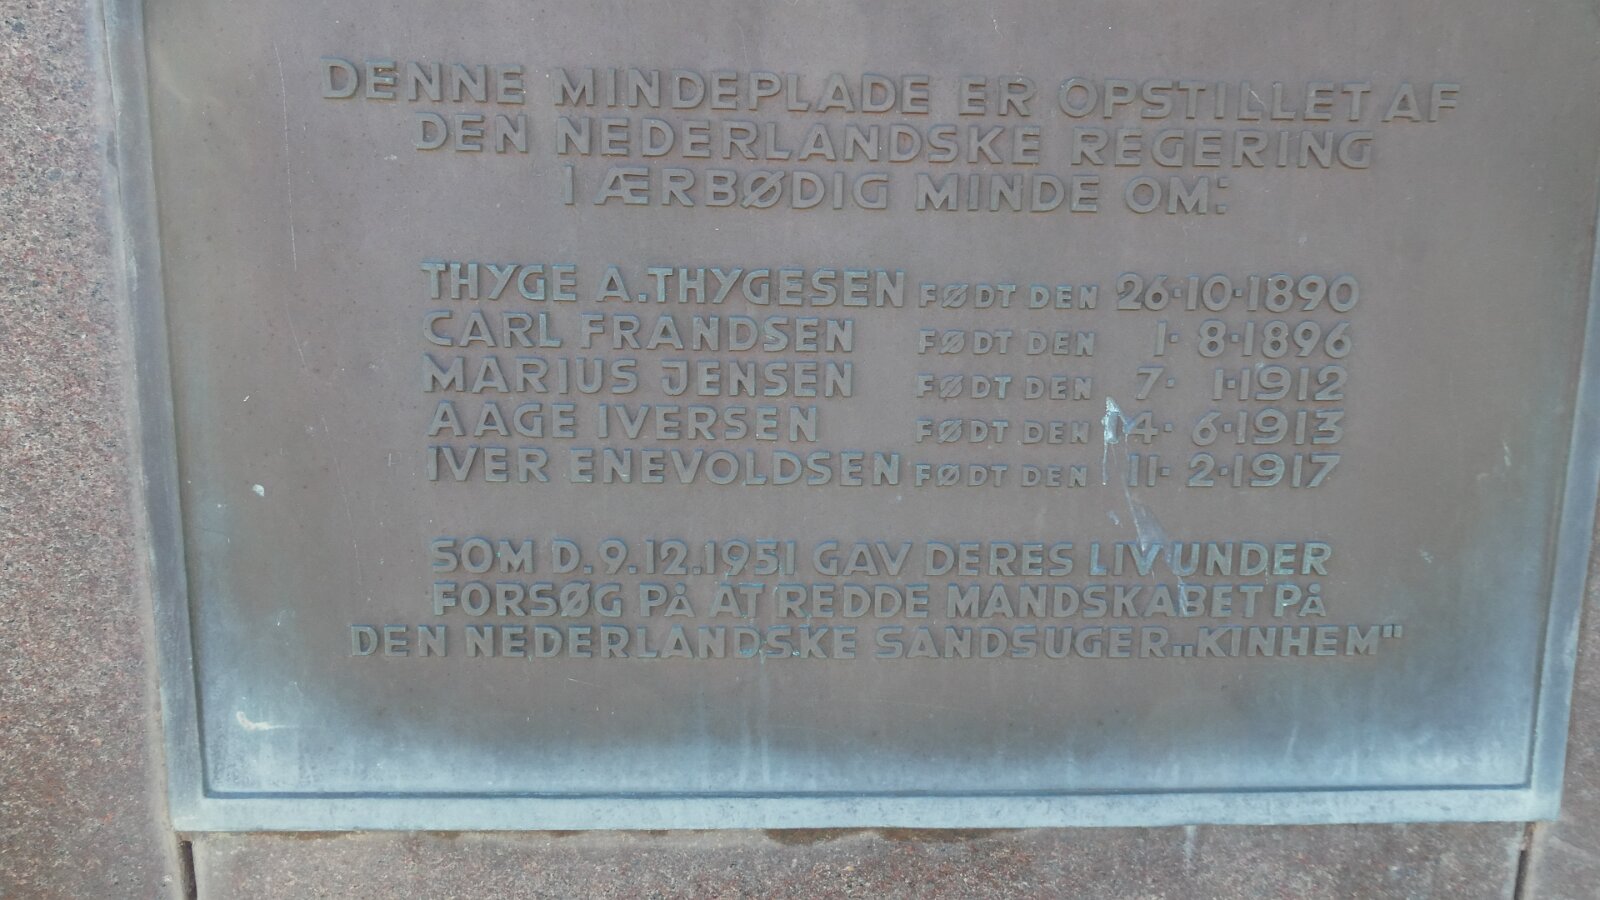 DENNE MINDEPLADE ER OPSTILLET AF
DEN NEDERLANDSKE REGERING
I ÆRBØDIG MINDE OM:
THYGE A. THYGESEN FØDT DEN 26·10·1890
CARL FRANDSEN FØDT DEN 1·8·1896
MARIUS JENSEN FØDT DEN 7·1·1912
AAGE IVERSEN FØDT DEN 14·6·1913
IVER ENEVOLDSEN FØDT DEN 11·2·1917
SOM D. 9.12.1951 GAV DERES LIV UNDER
FORSØG PÅ AT REDDE MANDSKABET PÅ
DEN NEDERLANDSKE SANDSUGER „KINHEM"